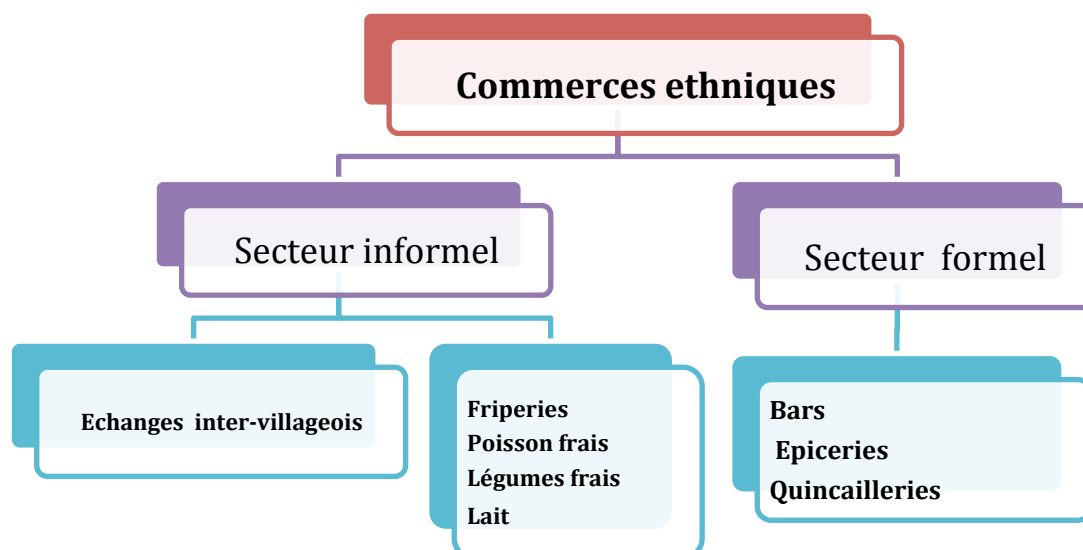 Commerces ethniques
Secteur informel
Secteur formel
Echanges inter-villageois
Friperies
Poisson frais
Légumes frais
Lait
Bars
Epiceries
Quincailleries